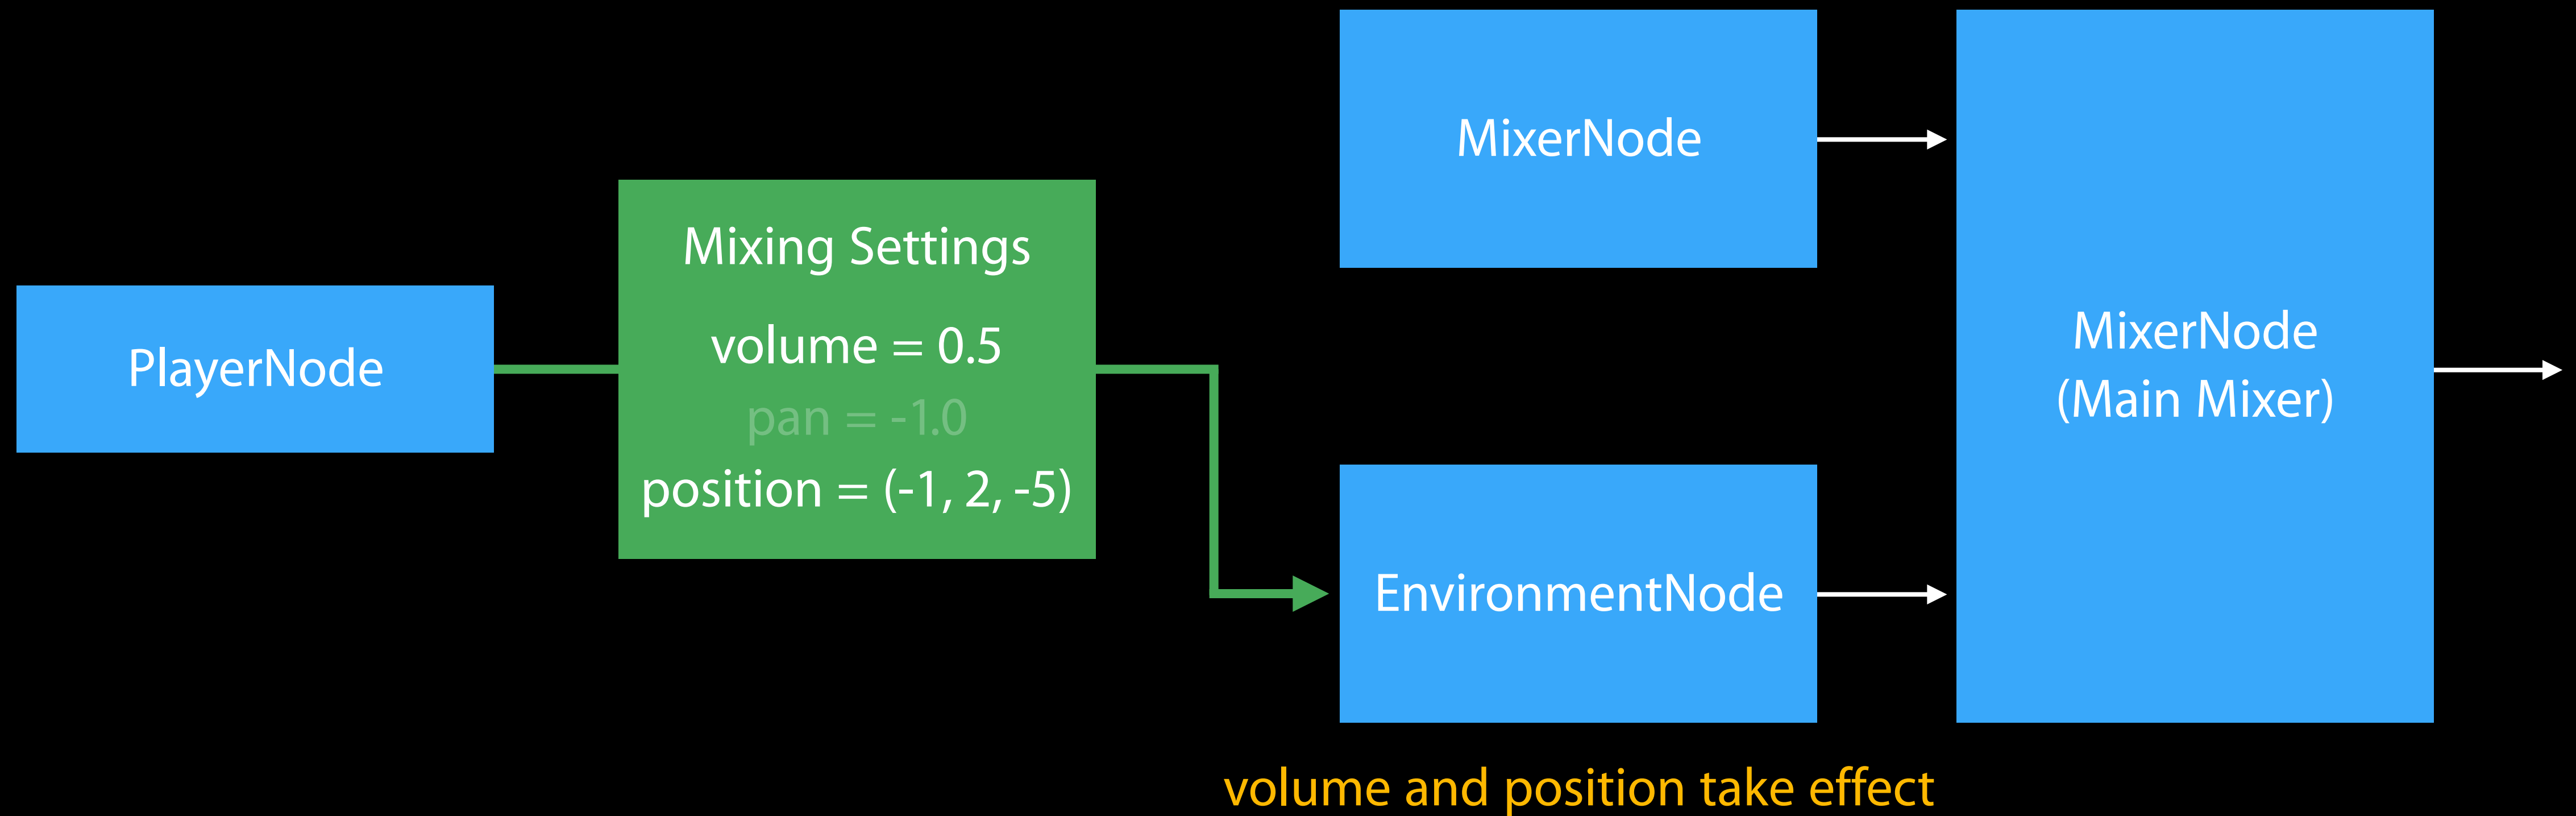 PlayerNode
Mixing Settings
volume = 0.5
pan = -1.0
position = (-1, 2, -5)
MixerNode
EnvironmentNode
MixerNode
(Main Mixer)
volume and position take effect